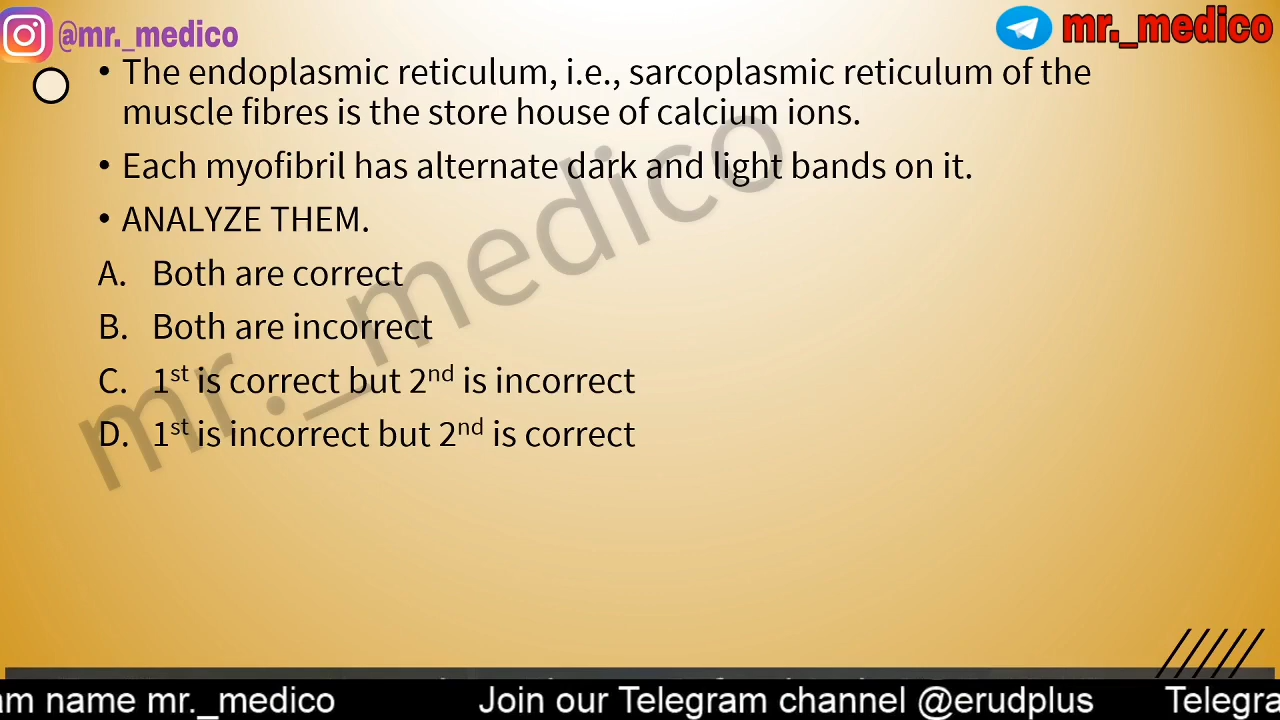 @mr._medico
mr._medico
• The endoplasmic reticulum, i.e., sarcoplasmic reticulum of the
muscle fibres is the store house of calcium ions.
• Each myofibril has alternate dark and light bands on it.
• ANALYZE THEM.
A. Both are correct
B. Both are incorrect
C. 1st is correct but 2nd is incorrect
D. 1st is incorrect but 2nd is correct
mr._medico
am name mr._medico Join our Telegram channel @erudplus Telegra